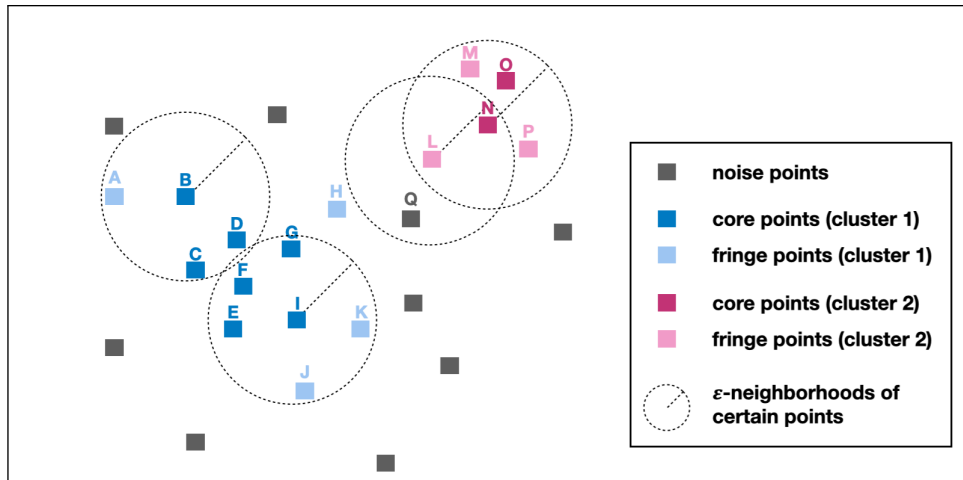 M
O
N
P
L
A
B
H
Q
D
G
C
F
I
E
K
J
noise points
core points (cluster 1)
fringe points (cluster 1)
core points (cluster 2)
fringe points (cluster 2)
ε-neighborhoods of
certain points